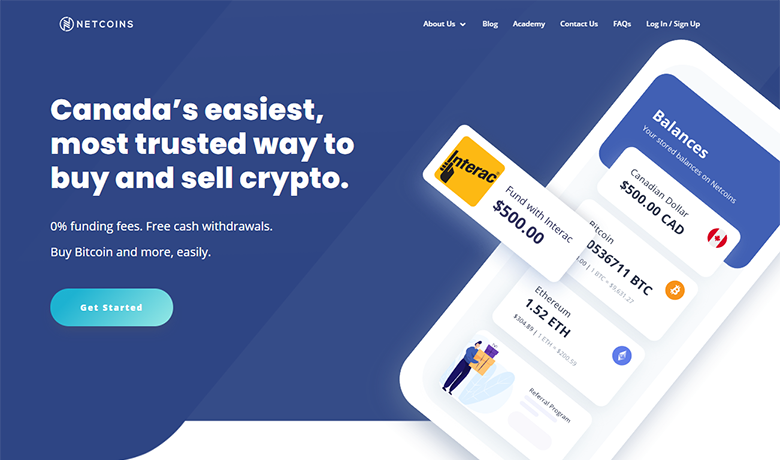 NETCOINS
About Us
Blog
Academy
Contact Us
FAQs
Log In / Sign Up
Canada's easiest,
most trusted way to
buy and sell crypto.
0% funding fees. Free cash withdrawals.
Buy Bitcoin and more, easily.
Get Started
Balances
Your stored balances on Netcoins
Canadian Dollar
$500.00 CAD
Interac
Fund with Interac
$500.00
Bitcoin
0536711 BTC
1 BTC = $9,631.27
Ethereum
1.52 ETH
$304.89 | 1 ETH = $200.59
Referral Program